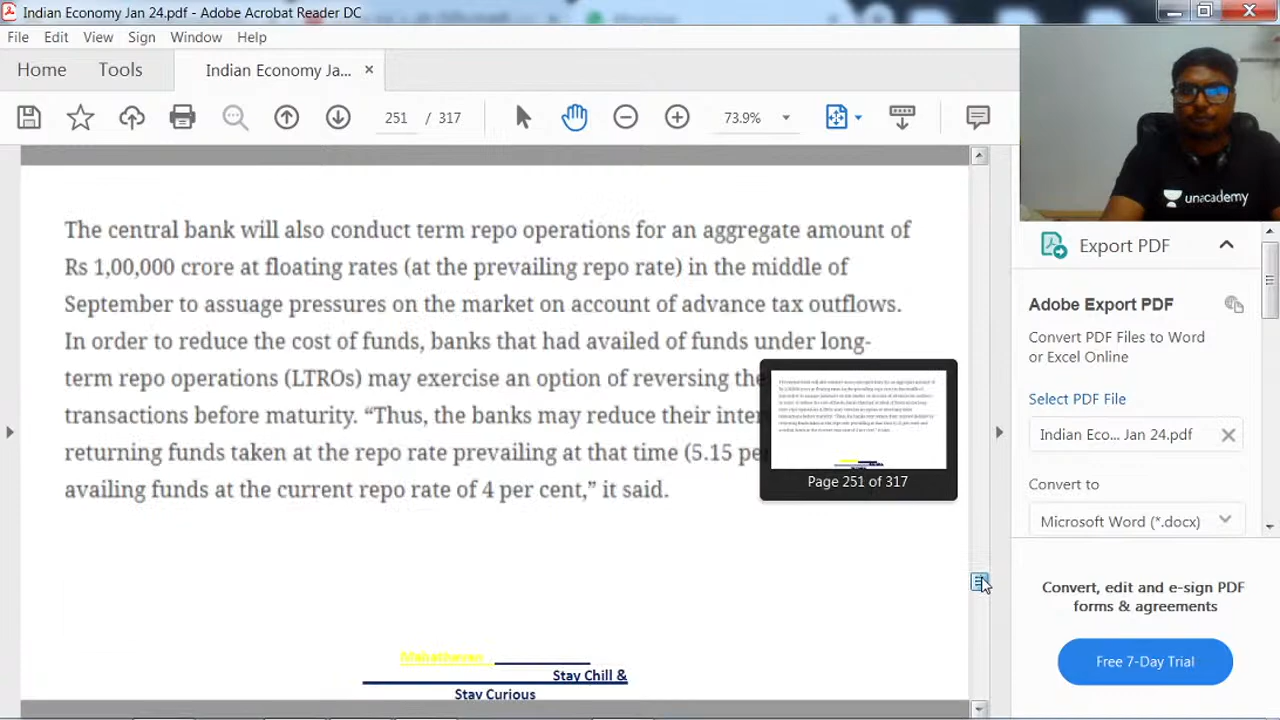 Indian Economy Jan 24.pdf - Adobe Acrobat Reader DC
File Edit View Sign Window Help
Home Tools Indian Economy Ja... ×
251 / 317 73.9%
unacademy
The central bank will also conduct term repo operations for an aggregate amount of
Rs 1,00,000 crore at floating rates (at the prevailing repo rate) in the middle of
September to assuage pressures on the market on account of advance tax outflows.
In order to reduce the cost of funds, banks that had availed of funds under long-
term repo operations (LTROs) may exercise an option of reversing the
before maturity. “Thus, the banks may reduce their
returning funds taken at the repo rate prevailing at that time (5.15
availing funds at the current repo rate of 4 per cent,” it said.
Page 251 of 317
Stay Chill &
Stay Curious
Export PDF
Adobe Export PDF
Convert PDF Files to Word
or Excel Online
Select PDF File
Indian Eco... Jan 24.pdf
Convert to
Microsoft Word (*.docx)
Convert, edit and e-sign PDF
forms & agreements
Free 7-Day Trial